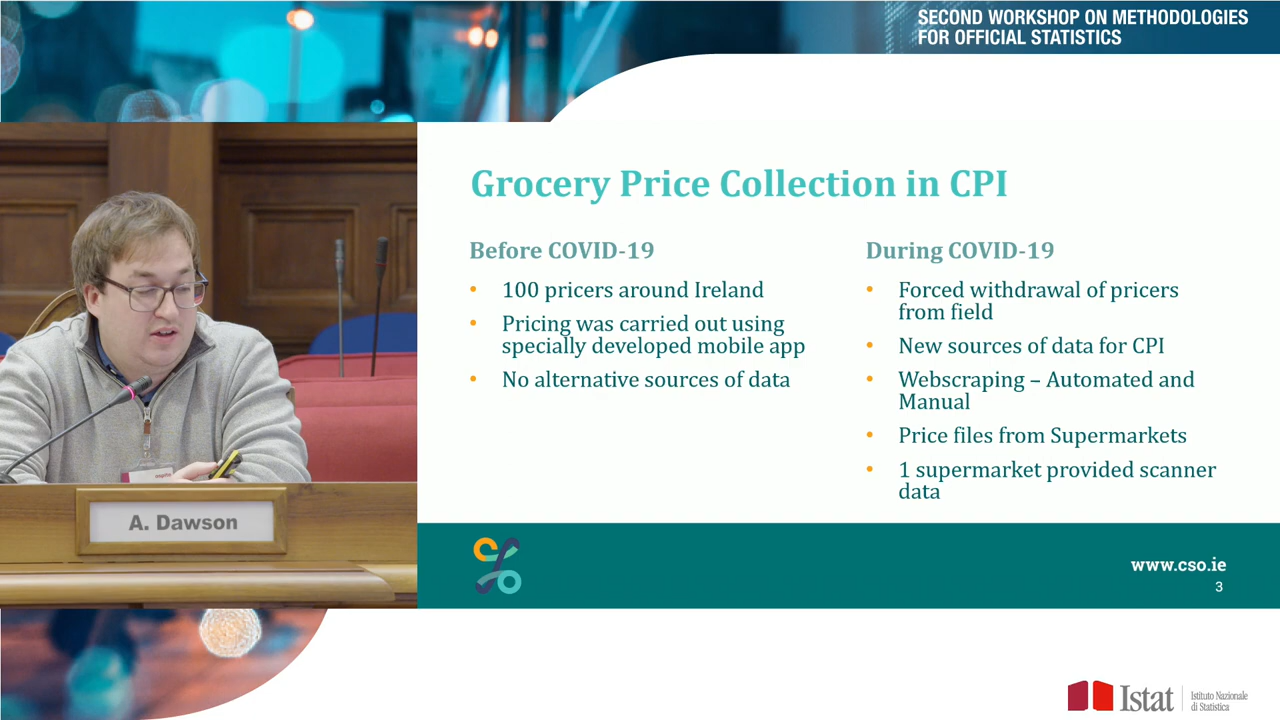 SECOND WORKSHOP ON METHODOLOGIES
FOR OFFICIAL STATISTICS
Grocery Price Collection in CPI
Before COVID-19
• 100 pricers around Ireland
• Pricing was carried out using
specially developed mobile app
• No alternative sources of data
During COVID-19
• Forced withdrawal of pricers
from field
• New sources of data for CPI
• Webscraping – Automated and
Manual
• Price files from Supermarkets
• 1 supermarket provided scanner
data
A. Dawson
www.cso.ie
3
Istat
Istituto Nazionale
di Statistica